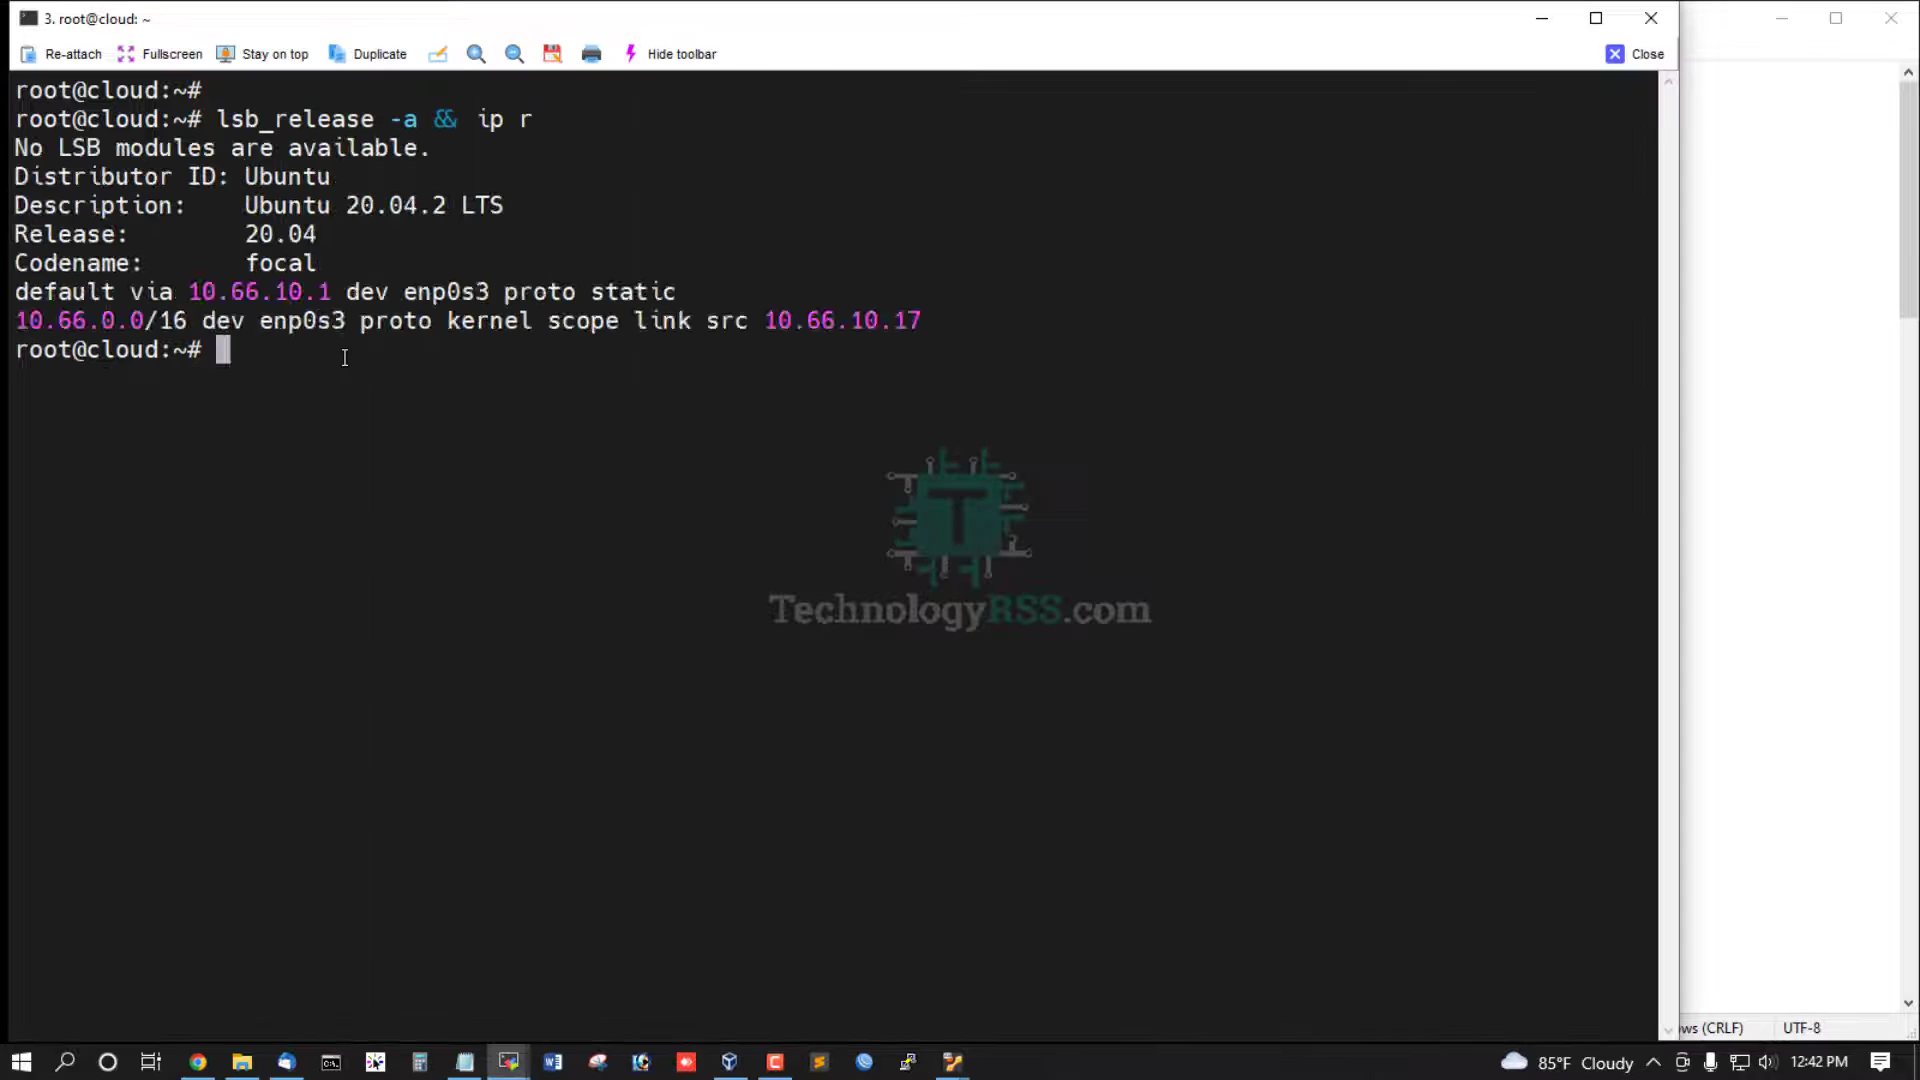 3. root@cloud: ~
Re-attach Fullscreen Stay on top Duplicate Hide toolbar Close
root@cloud:~#
root@cloud:~# lsb_release -a && ip r
No LSB modules are available.
Distributor ID: Ubuntu
Description: Ubuntu 20.04.2 LTS
Release: 20.04
Codename: focal
default via 10.66.10.1 dev enp0s3 proto static
10.66.0.0/16 dev enp0s3 proto kernel scope link src 10.66.10.17
root@cloud:~#
T
TechnologyRSS.com
ws (CRLF) UTF-8
85°F Cloudy 12:42 PM